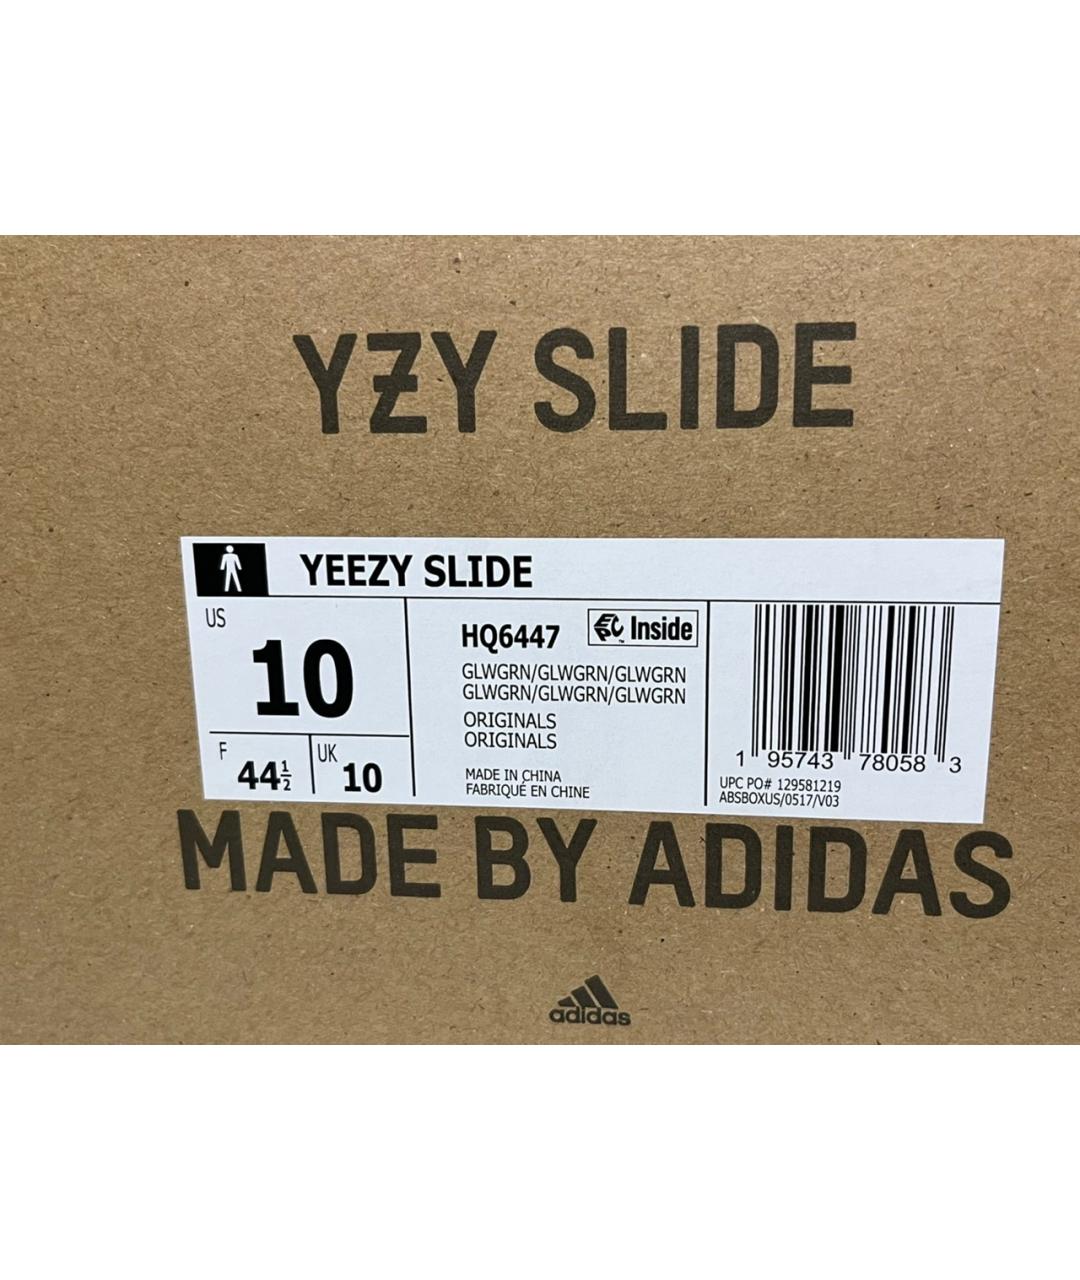 YZY SLIDE
YEEZY SLIDE
US
10
F
44½
UK
10
HQ6447
Inside
GLWGRN/GLWGRN/GLWGRN
GLWGRN/GLWGRN/GLWGRN
ORIGINALS
ORIGINALS
MADE IN CHINA
FABRIQUÉ EN CHINE
1 95743 78058 3
UPC PO# 129581219
ABSBOXUS/0517/V03
MADE BY ADIDAS
adidas